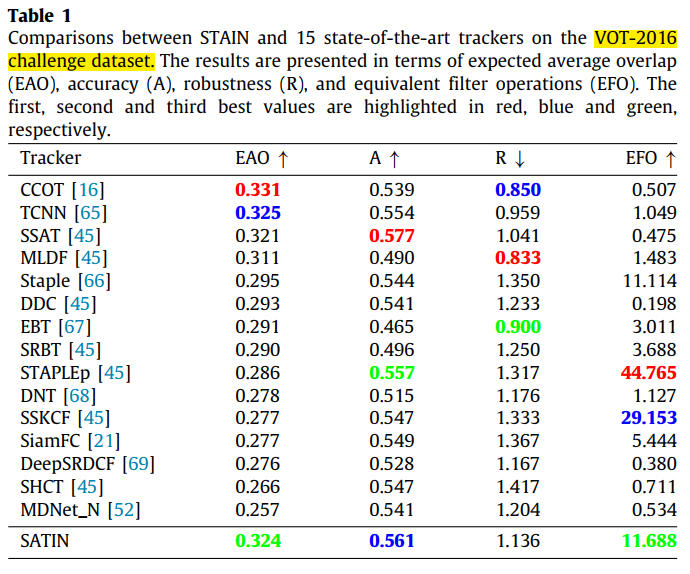 Table 1
Comparisons between STAIN and 15 state-of-the-art trackers on the VOT-2016
challenge dataset. The results are presented in terms of expected average overlap
(EAO), accuracy (A), robustness (R), and equivalent filter operations (EFO). The
first, second and third best values are highlighted in red, blue and green,
respectively.
Tracker EAO ↑ A ↑ R ↓ EFO ↑
CCOT [16] 0.331 0.539 0.850 0.507
TCNN [65] 0.325 0.554 0.959 1.049
SSAT [45] 0.321 0.577 1.041 0.475
MLDF [45] 0.311 0.490 0.833 1.483
Staple [66] 0.295 0.544 1.350 11.114
DDC [45] 0.293 0.541 1.233 0.198
EBT [67] 0.291 0.465 0.900 3.011
SRBT [45] 0.290 0.496 1.250 3.688
STAPLEp [45] 0.286 0.557 1.317 44.765
DNT [68] 0.278 0.515 1.176 1.127
SSKCF [45] 0.277 0.547 1.333 29.153
SiamFC [21] 0.277 0.549 1.367 5.444
DeepSRDCF [69] 0.276 0.528 1.167 0.380
SHCT [45] 0.266 0.547 1.417 0.711
MDNet_N [52] 0.257 0.541 1.204 0.534
SATIN 0.324 0.561 1.136 11.688